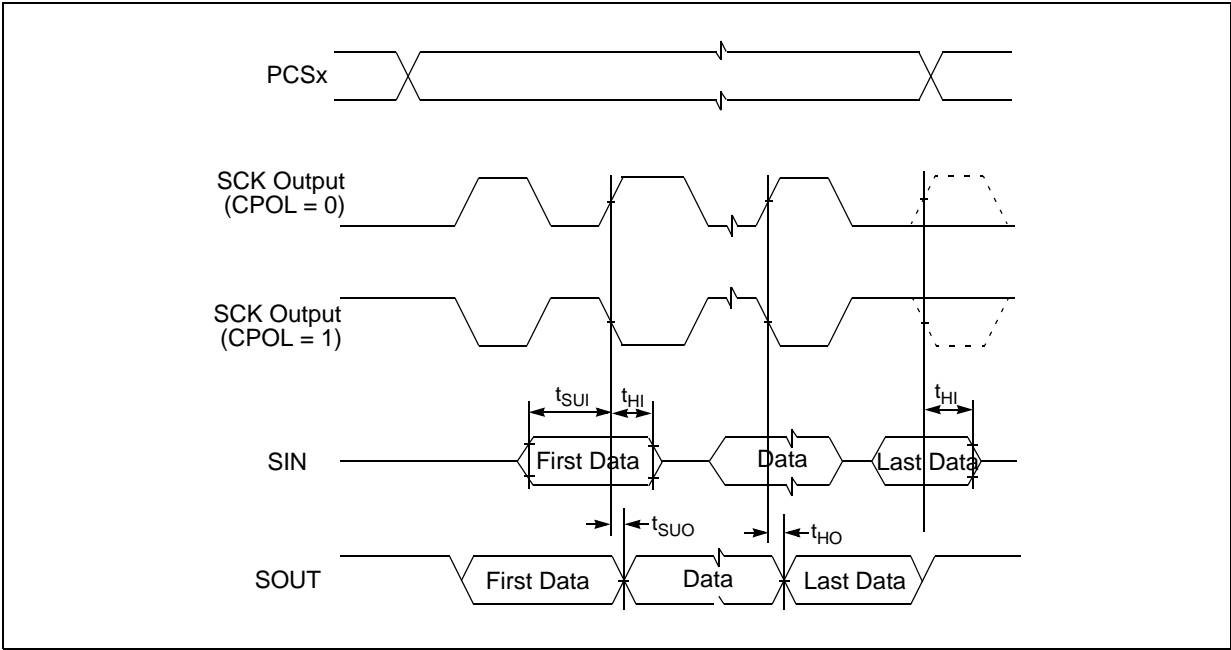 PCSx
SCK Output
(CPOL = 0)
SCK Output
(CPOL = 1)
tSUI
tHI
tHI
SIN
First Data
Data
Last Data
tSUO
tHO
SOUT
First Data
Data
Last Data